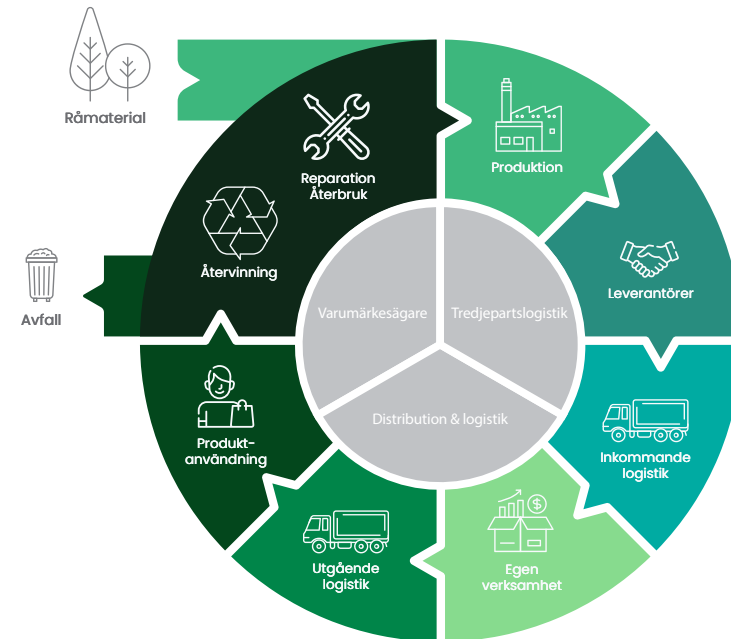 Råmaterial
Reparation
Återbruk
Produktion
Återvinning
Leverantörer
Avfall
Varumärkesägare
Tredjepartslogistik
Distribution & logistik
Produkt-
användning
Inkommande
logistik
Utgående
logistik
Egen
verksamhet
$